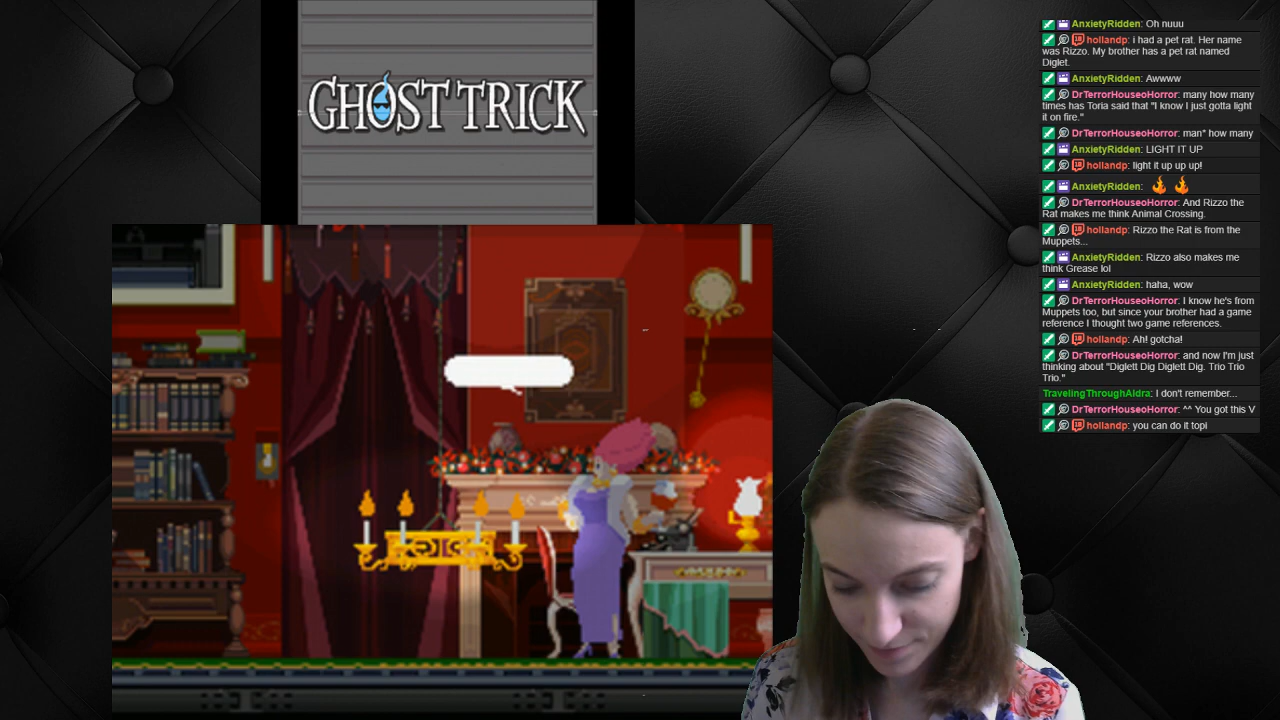 GHOST TRICK
AnxietyRidden: Oh nuuu
hollandp: i had a pet rat. Her name
was Rizzo. My brother has a pet rat named
Diglet.
AnxietyRidden: Awwww
DrTerrorHouseoHorror: many how many
times has Toria said that "I know I just gotta light
it on fire."
DrTerrorHouseoHorror: man* how many
AnxietyRidden: LIGHT IT UP
hollandp: light it up up up!
AnxietyRidden:
DrTerrorHouseoHorror: And Rizzo the
Rat makes me think Animal Crossing.
hollandp: Rizzo the Rat is from the
Muppets...
AnxietyRidden: Rizzo also makes me
think Grease lol
AnxietyRidden: haha, wow
DrTerrorHouseoHorror: I know he's from
Muppets too, but since your brother had a game
reference I thought two game references.
hollandp: Ah! gotcha!
DrTerrorHouseoHorror: and now I'm just
thinking about "Diglett Dig Diglett Dig. Trio Trio
Trio."
TravelingThroughAldra: I don't remember...
DrTerrorHouseoHorror: ^^ You got this V
hollandp: you can do it topi